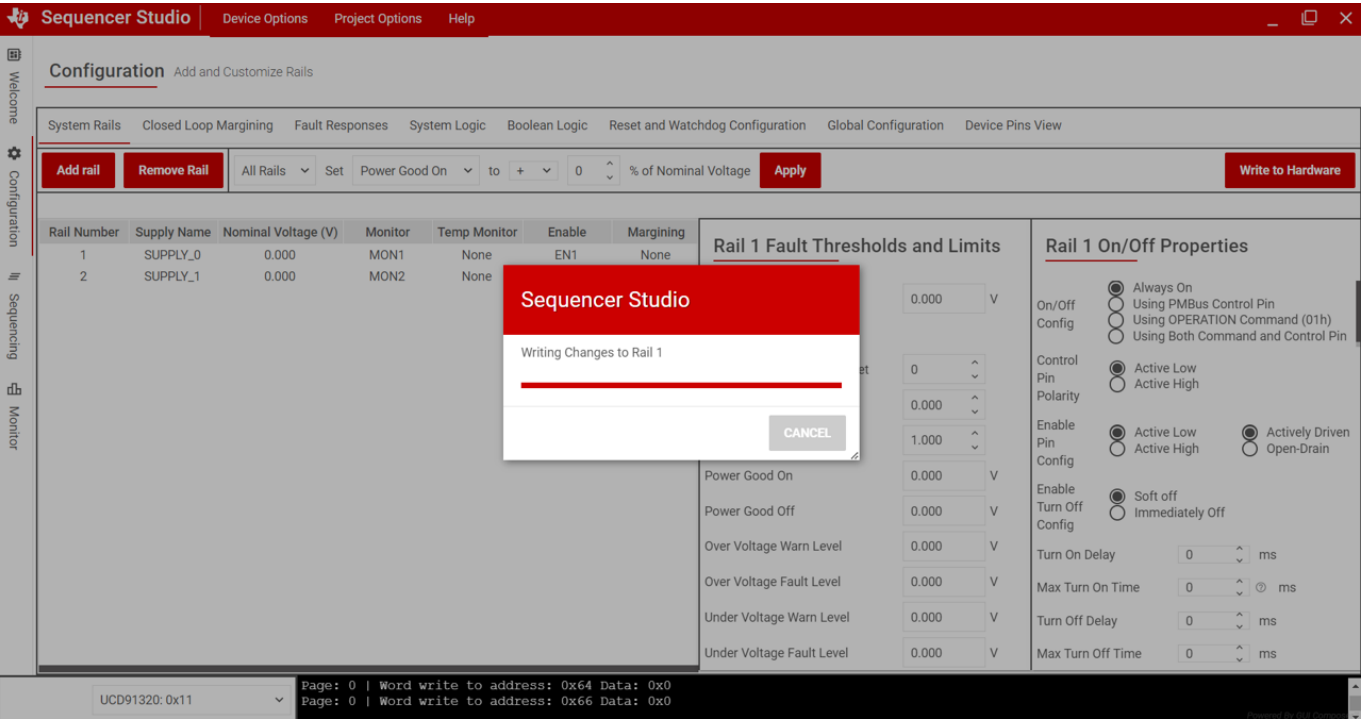 Sequencer Studio Device Options Project Options Help
Welcome
Configuration
Sequencing
Monitor
Configuration Add and Customize Rails
System Rails Closed Loop Margining Fault Responses System Logic Boolean Logic Reset and Watchdog Configuration Global Configuration Device Pins View
Add rail Remove Rail All Rails Set Power Good On to + 0 % of Nominal Voltage Apply Write to Hardware
Rail Number Supply Name Nominal Voltage (V) Monitor Temp Monitor Enable Margining
1 SUPPLY_0 0.000 MON1 None EN1 None
2 SUPPLY_1 0.000 MON2 None
Sequencer Studio
Writing Changes to Rail 1
CANCEL
Rail 1 Fault Thresholds and Limits
0.000 V
et 0
0.000
1.000
Power Good On 0.000 V
Power Good Off 0.000 V
Over Voltage Warn Level 0.000 V
Over Voltage Fault Level 0.000 V
Under Voltage Warn Level 0.000 V
Under Voltage Fault Level 0.000 V
Rail 1 On/Off Properties
On/Off
Config
Always On
Using PMBus Control Pin
Using OPERATION Command (01h)
Using Both Command and Control Pin
Control
Pin
Polarity
Active Low
Active High
Enable
Pin
Config
Active Low Actively Driven
Active High Open-Drain
Enable
Turn Off
Config
Soft off
Immediately Off
Turn On Delay 0 ms
Max Turn On Time 0 ms
Turn Off Delay 0 ms
Max Turn Off Time 0 ms
UCD91320: 0x11
Page: 0 | Word write to address: 0x64 Data: 0x0
Page: 0 | Word write to address: 0x66 Data: 0x0
Powered By GUI Composer